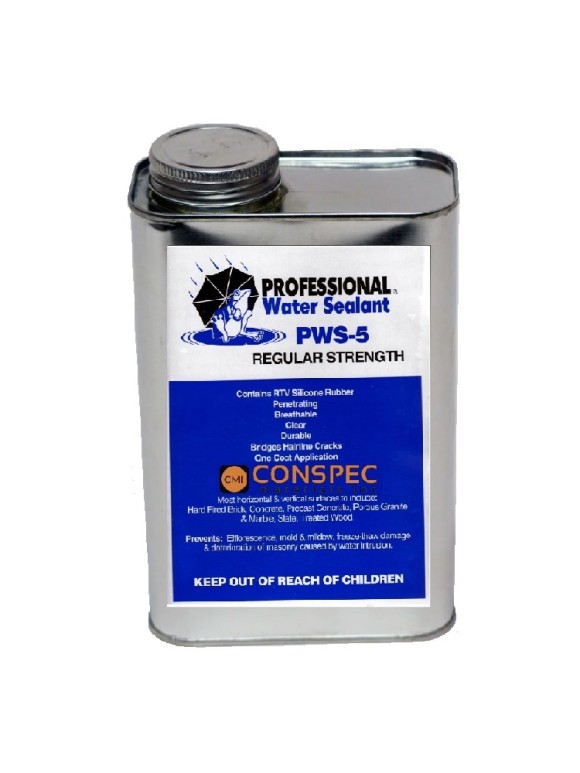 PROFESSIONAL
Water Sealant
PWS-5
REGULAR STRENGTH
Contains RTV Silicone Rubber
Penetrating
Breathable
Clear
Durable
Bridges Hairline Cracks
One Coat Application
CMI CONSPEC
Most horizontal & vertical surfaces to include:
Hard Fired Brick, Concrete, Precast Concrete, Porous Granite
& Marble, Slate, Treated Wood
Prevents: Efflorescence, mold & mildew, freeze-thaw damage
& deterioration of masonry caused by water intrusion.
KEEP OUT OF REACH OF CHILDREN